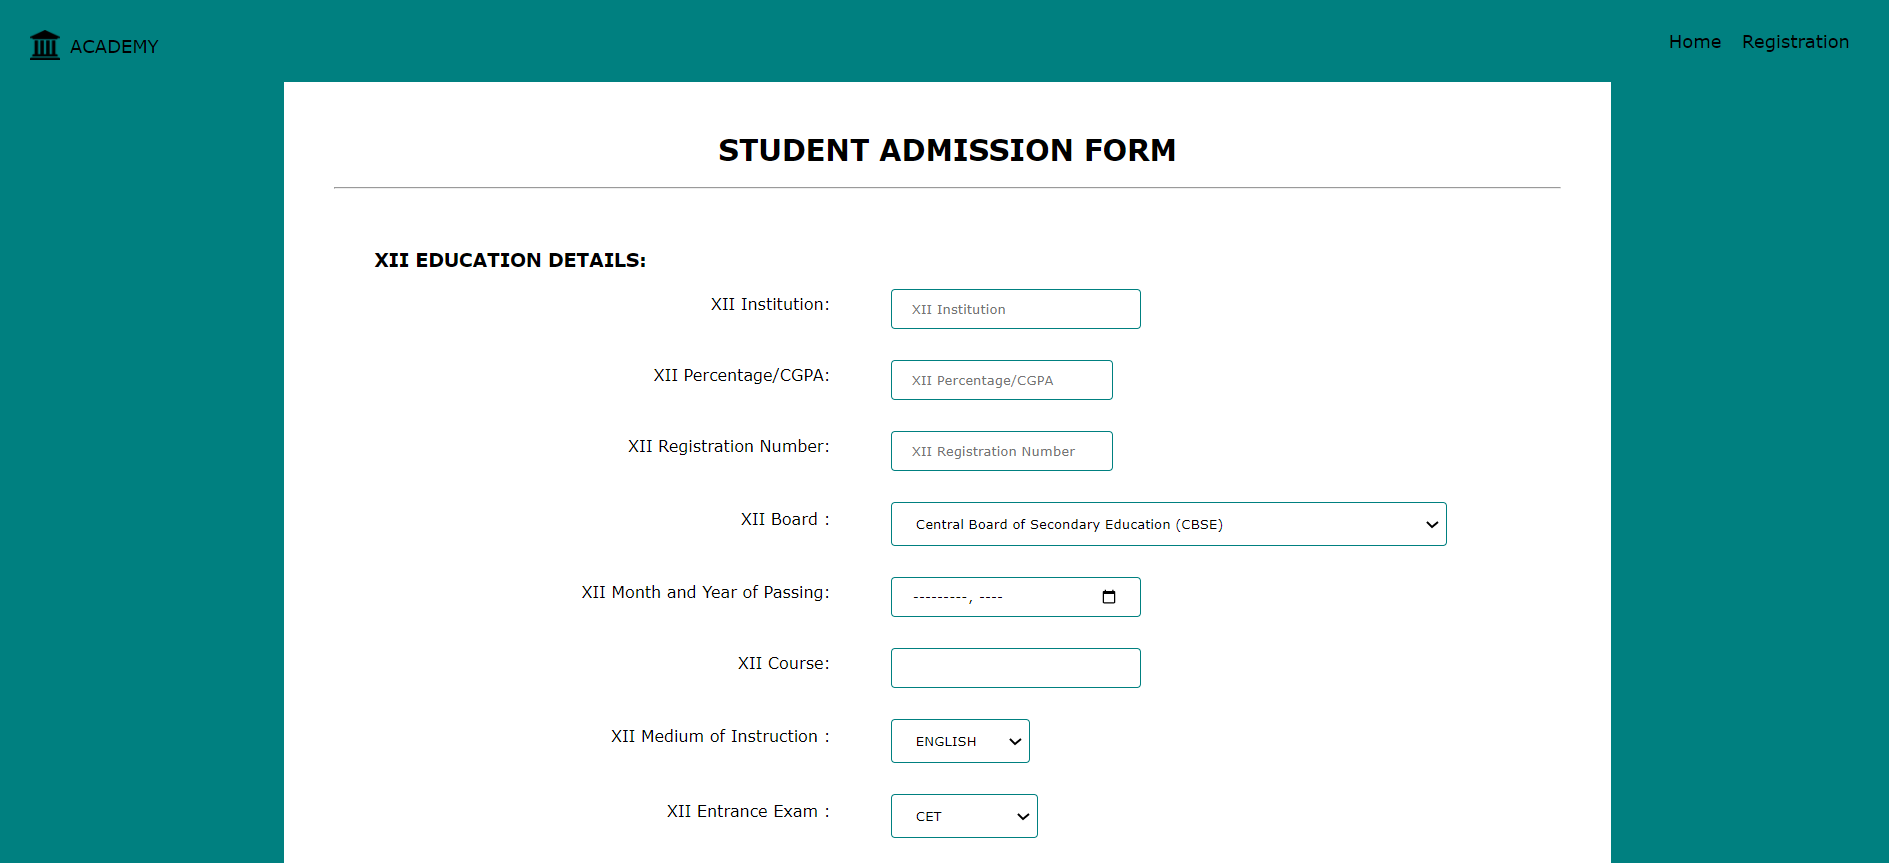 ACADEMY
Home Registration
STUDENT ADMISSION FORM
XII EDUCATION DETAILS:
XII Institution: XII Institution
XII Percentage/CGPA: XII Percentage/CGPA
XII Registration Number: XII Registration Number
XII Board : Central Board of Secondary Education (CBSE)
XII Month and Year of Passing: ---------, ----
XII Course:
XII Medium of Instruction : ENGLISH
XII Entrance Exam : CET